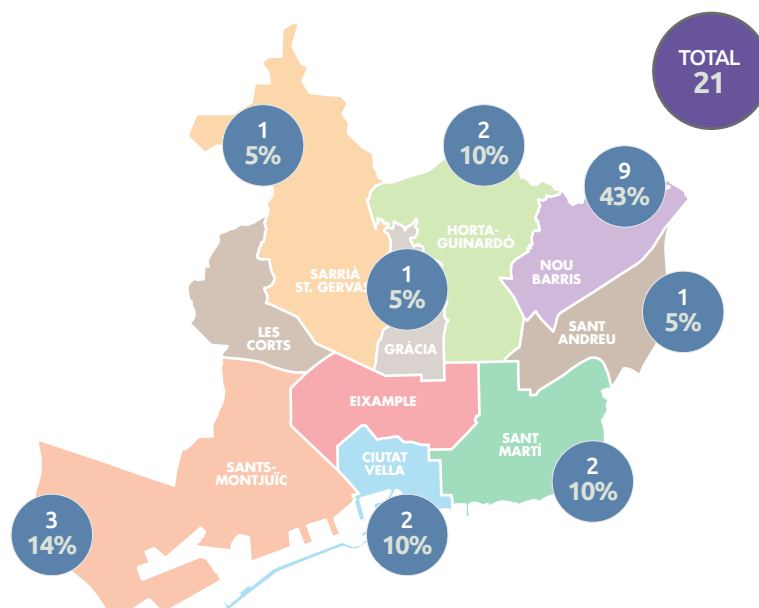 TOTAL
21
1
5%
2
10%
9
43%
HORTA-
GUINARDÓ
NOU
BARRIS
SARRIÀ
ST. GERVAS
1
5%
1
5%
LES
CORTS
GRÀCIA
SANT
ANDREU
EIXAMPLE
SANT
MARTÍ
CIUTAT
VELLA
SANTS-
MONTJUÏC
2
10%
3
14%
2
10%